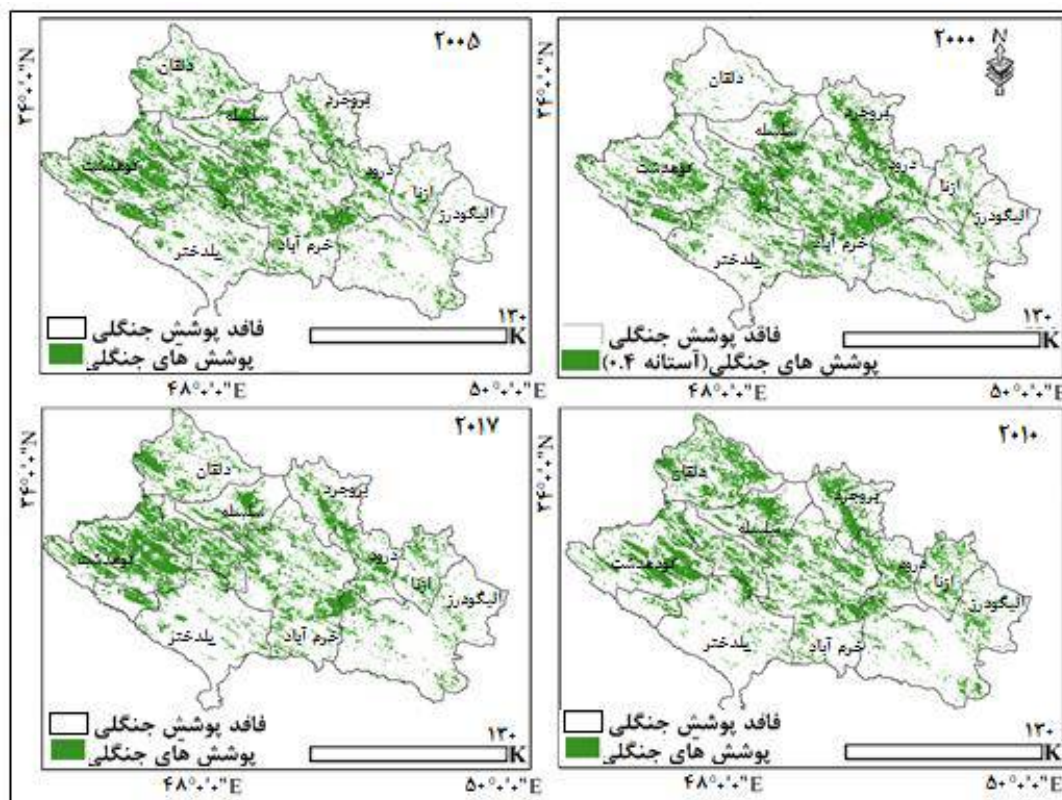 ۲۰۰۰
N
۳۴°۰'۰"N
دلفان
بروجرد
سلسله
کوهدشت
درود
ازنا
الیگودرز
خرم آباد
پلدختر
فاقد پوشش جنگلی
پوشش های جنگلی(آستانه ۰.۴)
۱۳۰
K
۴۸°۰'۰"E
۵۰°۰'۰"E
۲۰۰۵
۳۴°۰'۰"N
دلفان
سلسله
بروجرد
کوهدشت
درود
ازنا
الیگودرز
خرم آباد
پلدختر
فاقد پوشش جنگلی
پوشش های جنگلی
۱۳۰
K
۴۸°۰'۰"E
۵۰°۰'۰"E
۲۰۱۰
۳۴°۰'۰"N
دلفان
بروجرد
سلسله
کوهدشت
درود
ازنا
الیگودرز
خرم آباد
پلدختر
فاقد پوشش جنگلی
پوشش های جنگلی
۱۳۰
K
۴۸°۰'۰"E
۵۰°۰'۰"E
۲۰۱۷
۳۴°۰'۰"N
دلفان
بروجرد
سلسله
کوهدشت
درود
ازنا
الیگودرز
خرم آباد
پلدختر
فاقد پوشش جنگلی
پوشش های جنگلی
۱۳۰
K
۴۸°۰'۰"E
۵۰°۰'۰"E